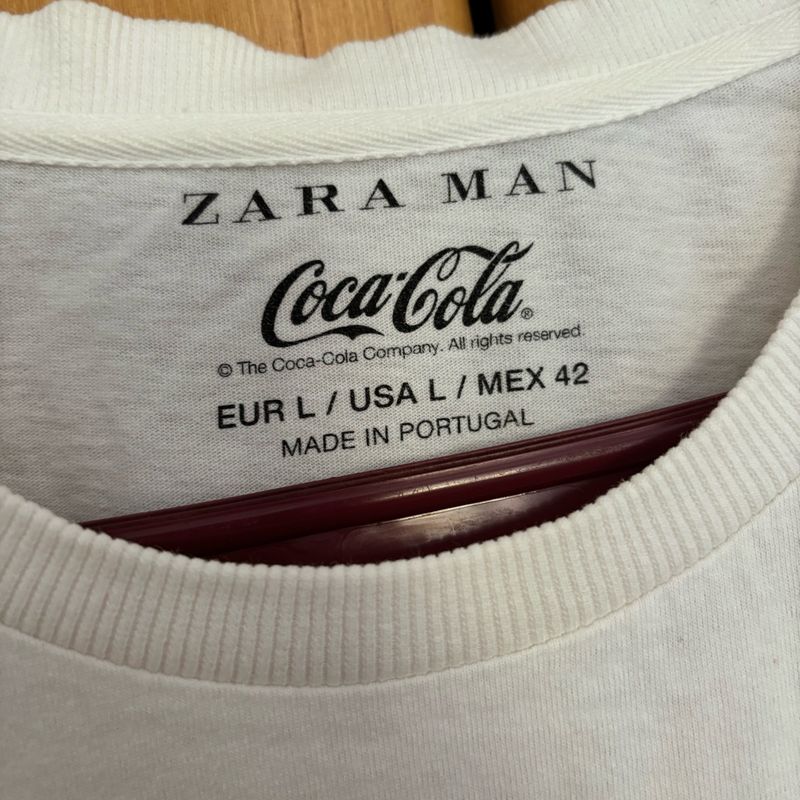 ZARA MAN
Coca-Cola®
© The Coca-Cola Company. All rights reserved.
EUR L / USA L / MEX 42
MADE IN PORTUGAL